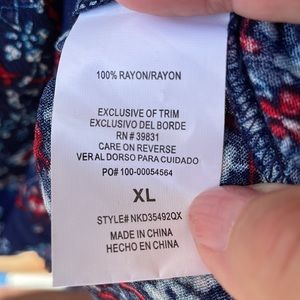 100% RAYON/RAYON
EXCLUSIVE OF TRIM
EXCLUSIVO DEL BORDE
RN # 39831
CARE ON REVERSE
VER AL DORSO PARA CUIDADO
PO# 100-00054564
XL
STYLE# NKD35492QX
MADE IN CHINA
HECHO EN CHINA